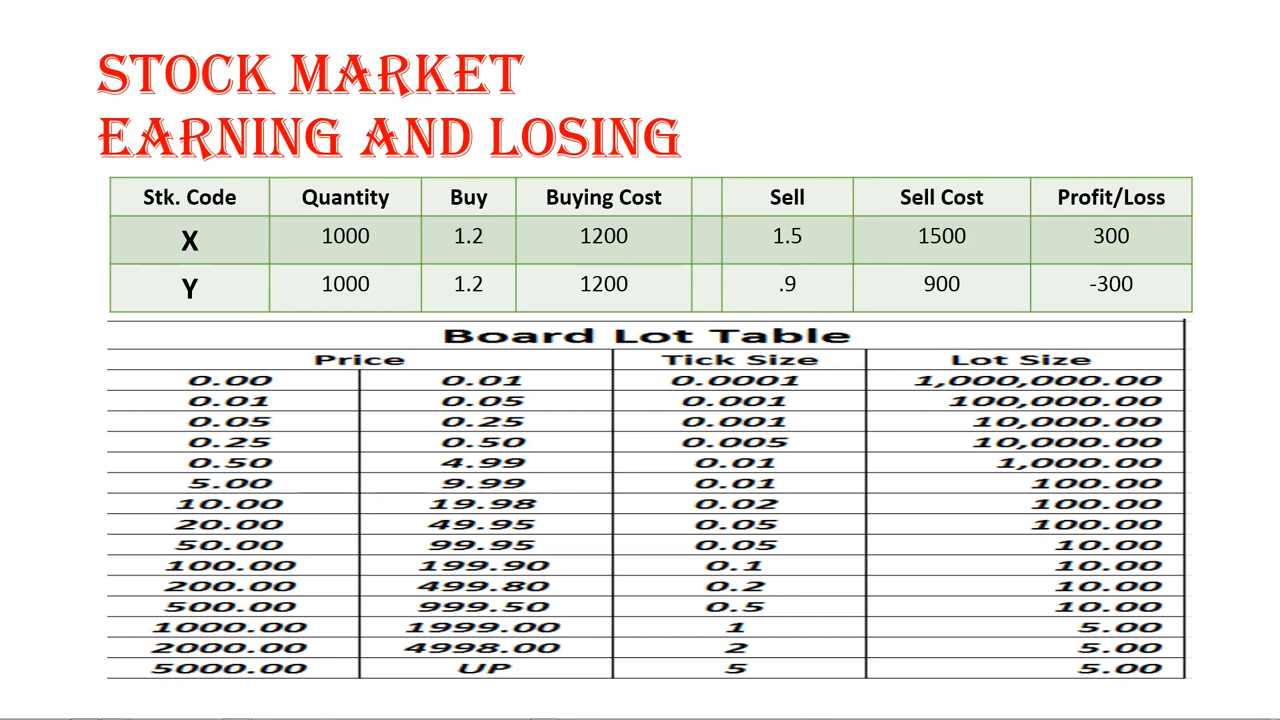 STOCK MARKET
EARNING AND LOSING
Stk. Code Quantity Buy Buying Cost Sell Sell Cost Profit/Loss
X 1000 1.2 1200 1.5 1500 300
Y 1000 1.2 1200 .9 900 -300
Board Lot Table
Price Tick Size Lot Size
0.00 0.01 0.0001 1,000,000.00
0.01 0.05 0.001 100,000.00
0.05 0.25 0.001 10,000.00
0.25 0.50 0.005 10,000.00
0.50 4.99 0.01 1,000.00
5.00 9.99 0.01 100.00
10.00 19.98 0.02 100.00
20.00 49.95 0.05 100.00
50.00 99.95 0.05 10.00
100.00 199.90 0.1 10.00
200.00 499.80 0.2 10.00
500.00 999.50 0.5 10.00
1000.00 1999.00 1 5.00
2000.00 4998.00 2 5.00
5000.00 UP 5 5.00